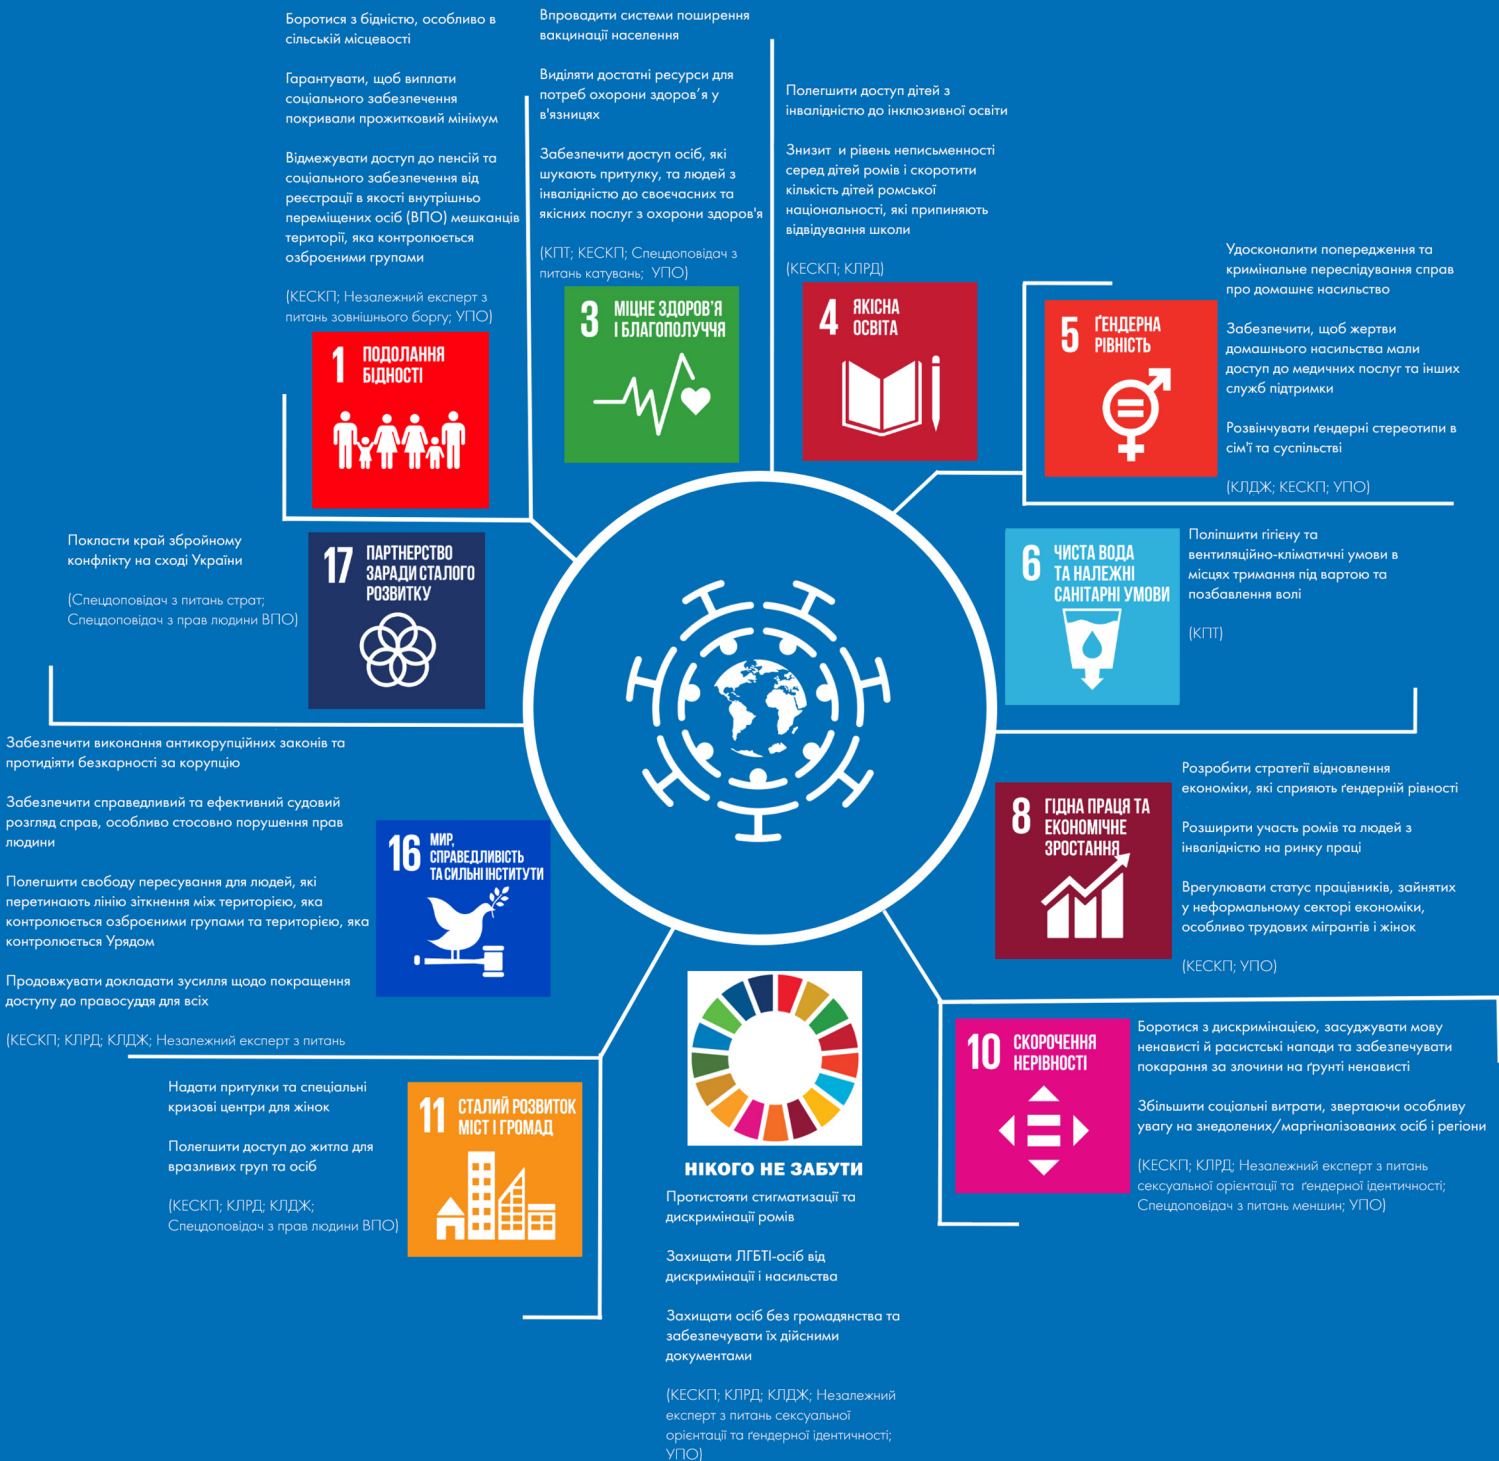 Боротися з бідністю, особливо в
сільській місцевості
Гарантувати, щоб виплати
соціального забезпечення
покривали прожитковий мінімум
Відмежувати доступ до пенсій та
соціального забезпечення від
реєстрації в якості внутрішньо
переміщених осіб (ВПО) мешканців
території, яка контролюється
озброєними групами
(КЕСКП; Незалежний експерт з
питань зовнішнього боргу; УПО)
1 ПОДОЛАННЯ
БІДНОСТІ
Впровадити системи поширення
вакцинації населення
Виділяти достатні ресурси для
потреб охорони здоров’я у
в'язницях
Забезпечити доступ осіб, які
шукають притулку, та людей з
інвалідністю до своєчасних та
якісних послуг з охорони здоров'я
(КПТ; КЕСКП; Спецдоповідач з
питань катувань; УПО)
3 МІЦНЕ ЗДОРОВ’Я
І БЛАГОПОЛУЧЧЯ
Полегшити доступ дітей з
інвалідністю до інклюзивної освіти
Знизит и рівень неписьменності
серед дітей ромів і скоротити
кількість дітей ромської
національності, які припиняють
відвідування школи
(КЕСКП; КЛРД)
4 ЯКІСНА
ОСВІТА
5 ҐЕНДЕРНА
РІВНІСТЬ
Удосконалити попередження та
кримінальне переслідування справ
про домашнє насильство
Забезпечити, щоб жертви
домашнього насильства мали
доступ до медичних послуг та інших
служб підтримки
Розвінчувати ґендерні стереотипи в
сім'ї та суспільстві
(КЛДЖ; КЕСКП; УПО)
6 ЧИСТА ВОДА
ТА НАЛЕЖНІ
САНІТАРНІ УМОВИ
Поліпшити гігієну та
вентиляційно-кліматичні умови в
місцях тримання під вартою та
позбавлення волі
(КПТ)
8 ГІДНА ПРАЦЯ ТА
ЕКОНОМІЧНЕ
ЗРОСТАННЯ
Розробити стратегії відновлення
економіки, які сприяють ґендерній рівності
Розширити участь ромів та людей з
інвалідністю на ринку праці
Врегулювати статус працівників, зайнятих
у неформальному секторі економіки,
особливо трудових мігрантів і жінок
(КЕСКП; УПО)
10 СКОРОЧЕННЯ
НЕРІВНОСТІ
Боротися з дискримінацією, засуджувати мову
ненависті й расистські напади та забезпечувати
покарання за злочини на ґрунті ненависті
Збільшити соціальні витрати, звертаючи особливу
увагу на знедолених/маргіналізованих осіб і регіони
(КЕСКП; КЛРД; Незалежний експерт з питань
сексуальної орієнтації та ґендерної ідентичності;
Спецдоповідач з питань меншин; УПО)
Покласти край збройному
конфлікту на сході України
(Спецдоповідач з питань страт;
Спецдоповідач з прав людини ВПО)
17 ПАРТНЕРСТВО
ЗАРАДИ СТАЛОГО
РОЗВИТКУ
Забезпечити виконання антикорупційних законів та
протидіяти безкарності за корупцію
Забезпечити справедливий та ефективний судовий
розгляд справ, особливо стосовно порушення прав
людини
Полегшити свободу пересування для людей, які
перетинають лінію зіткнення між територією, яка
контролюється озброєними групами та територією, яка
контролюється Урядом
Продовжувати докладати зусилля щодо покращення
доступу до правосуддя для всіх
(КЕСКП; КЛРД; КЛДЖ; Незалежний експерт з питань
16 МИР,
СПРАВЕДЛИВІСТЬ
ТА СИЛЬНІ ІНСТИТУТИ
Надати притулки та спеціальні
кризові центри для жінок
Полегшити доступ до житла для
вразливих груп та осіб
(КЕСКП; КЛРД; КЛДЖ;
Спецдоповідач з прав людини ВПО)
11 СТАЛИЙ РОЗВИТОК
МІСТ І ГРОМАД
НІКОГО НЕ ЗАБУТИ
Протистояти стигматизації та
дискримінації ромів
Захищати ЛГБТІ-осіб від
дискримінації і насильства
Захищати осіб без громадянства та
забезпечувати їх дійсними
документами
(КЕСКП; КЛРД; КЛДЖ; Незалежний
експерт з питань сексуальної
орієнтації та ґендерної ідентичності;
УПО)